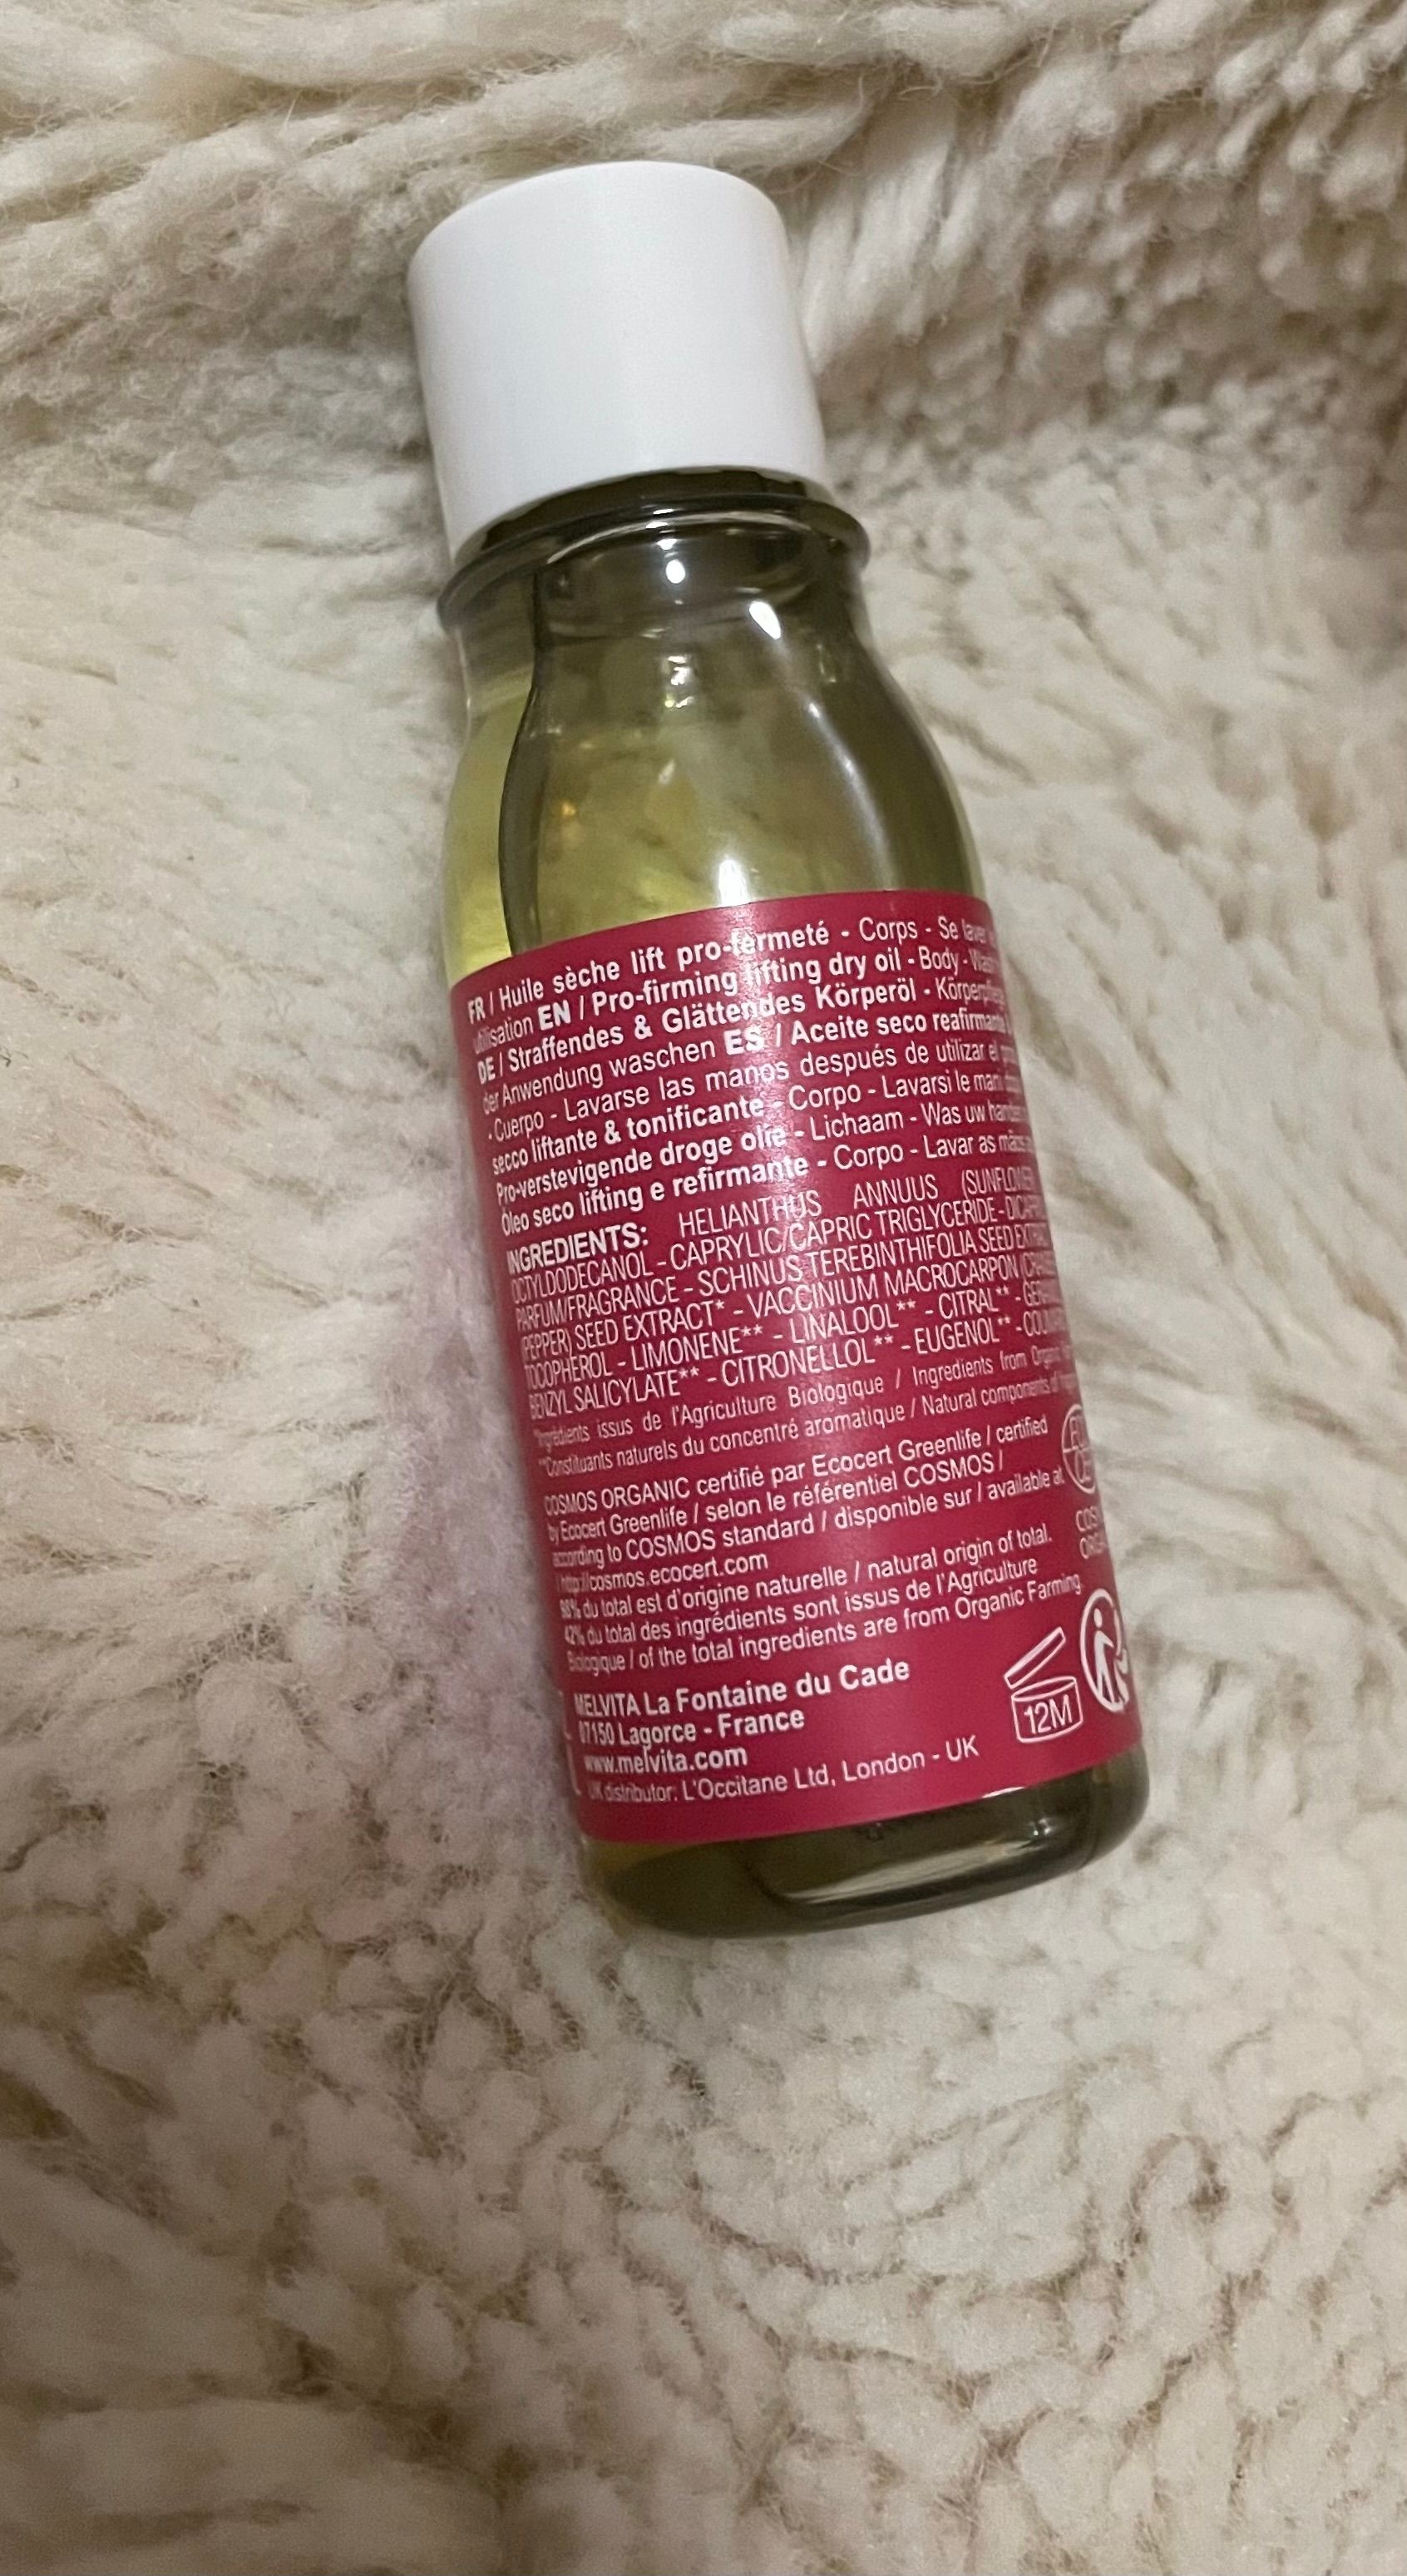 FR / Huile sèche lift pro-fermeté - Corps - Se laver
utilisation EN / Pro-firming lifting dry oil - Body - Wash
DE / Straffendes & Glättendes Körperöl - Körperpflege
der Anwendung waschen ES / Aceite seco reafirmante
- Cuerpo - Lavarse las manos después de utilizar el
secco liftante & tonificante - Corpo - Lavarsi le mani
Pro-verstevigende droge olie - Lichaam - Was uw handen
Óleo seco lifting e refirmante - Corpo - Lavar as mãos
INGREDIENTS: HELIANTHUS ANNUUS (SUNFLOWER
OCTYLDODECANOL - CAPRYLIC/CAPRIC TRIGLYCERIDE -
PARFUM/FRAGRANCE - SCHINUS TEREBINTHIFOLIA SEED EXTRACT
(PEPPER) SEED EXTRACT* - VACCINIUM MACROCARPON
TOCOPHEROL - LIMONENE** - LINALOOL** - CITRAL** -
BENZYL SALICYLATE** - CITRONELLOL** - EUGENOL** -
*Ingrédients issus de l'Agriculture Biologique / Ingredients from Organic
**Constituants naturels du concentré aromatique / Natural components of
COSMOS ORGANIC certifié par Ecocert Greenlife / certified
by Ecocert Greenlife / selon le référentiel COSMOS /
according to COSMOS standard / disponible sur / available at
/ http://cosmos.ecocert.com
98% du total est d'origine naturelle / natural origin of total.
42% du total des ingrédients sont issus de l'Agriculture
Biologique / of the total ingredients are from Organic Farming
MELVITA La Fontaine du Cade
07150 Lagorce - France
www.melvita.com
UK distributor: L'Occitane Ltd, London - UK
12M